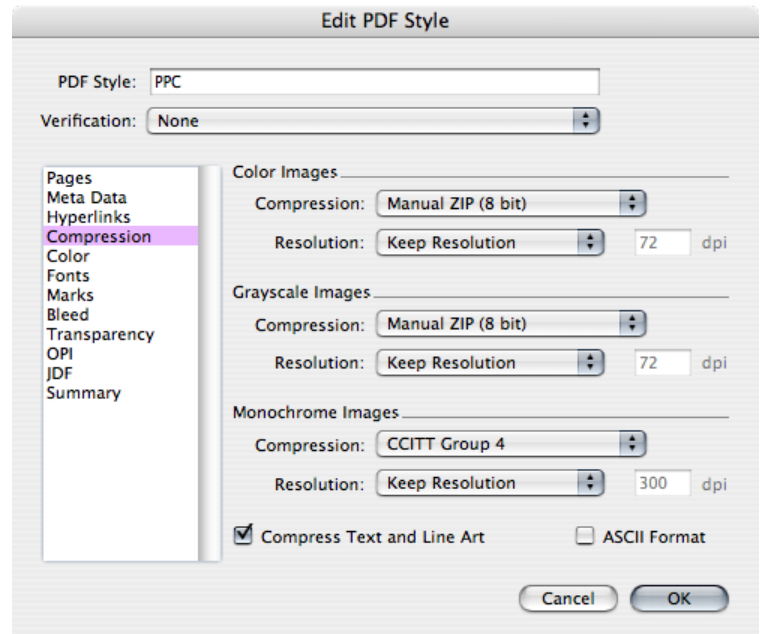 Edit PDF Style
PDF Style: PPC
Verification: None
Pages
Meta Data
Hyperlinks
Compression
Color
Fonts
Marks
Bleed
Transparency
OPI
JDF
Summary
Color Images
Compression: Manual ZIP (8 bit)
Resolution: Keep Resolution 72 dpi
Grayscale Images
Compression: Manual ZIP (8 bit)
Resolution: Keep Resolution 72 dpi
Monochrome Images
Compression: CCITT Group 4
Resolution: Keep Resolution 300 dpi
Compress Text and Line Art ASCII Format
Cancel OK